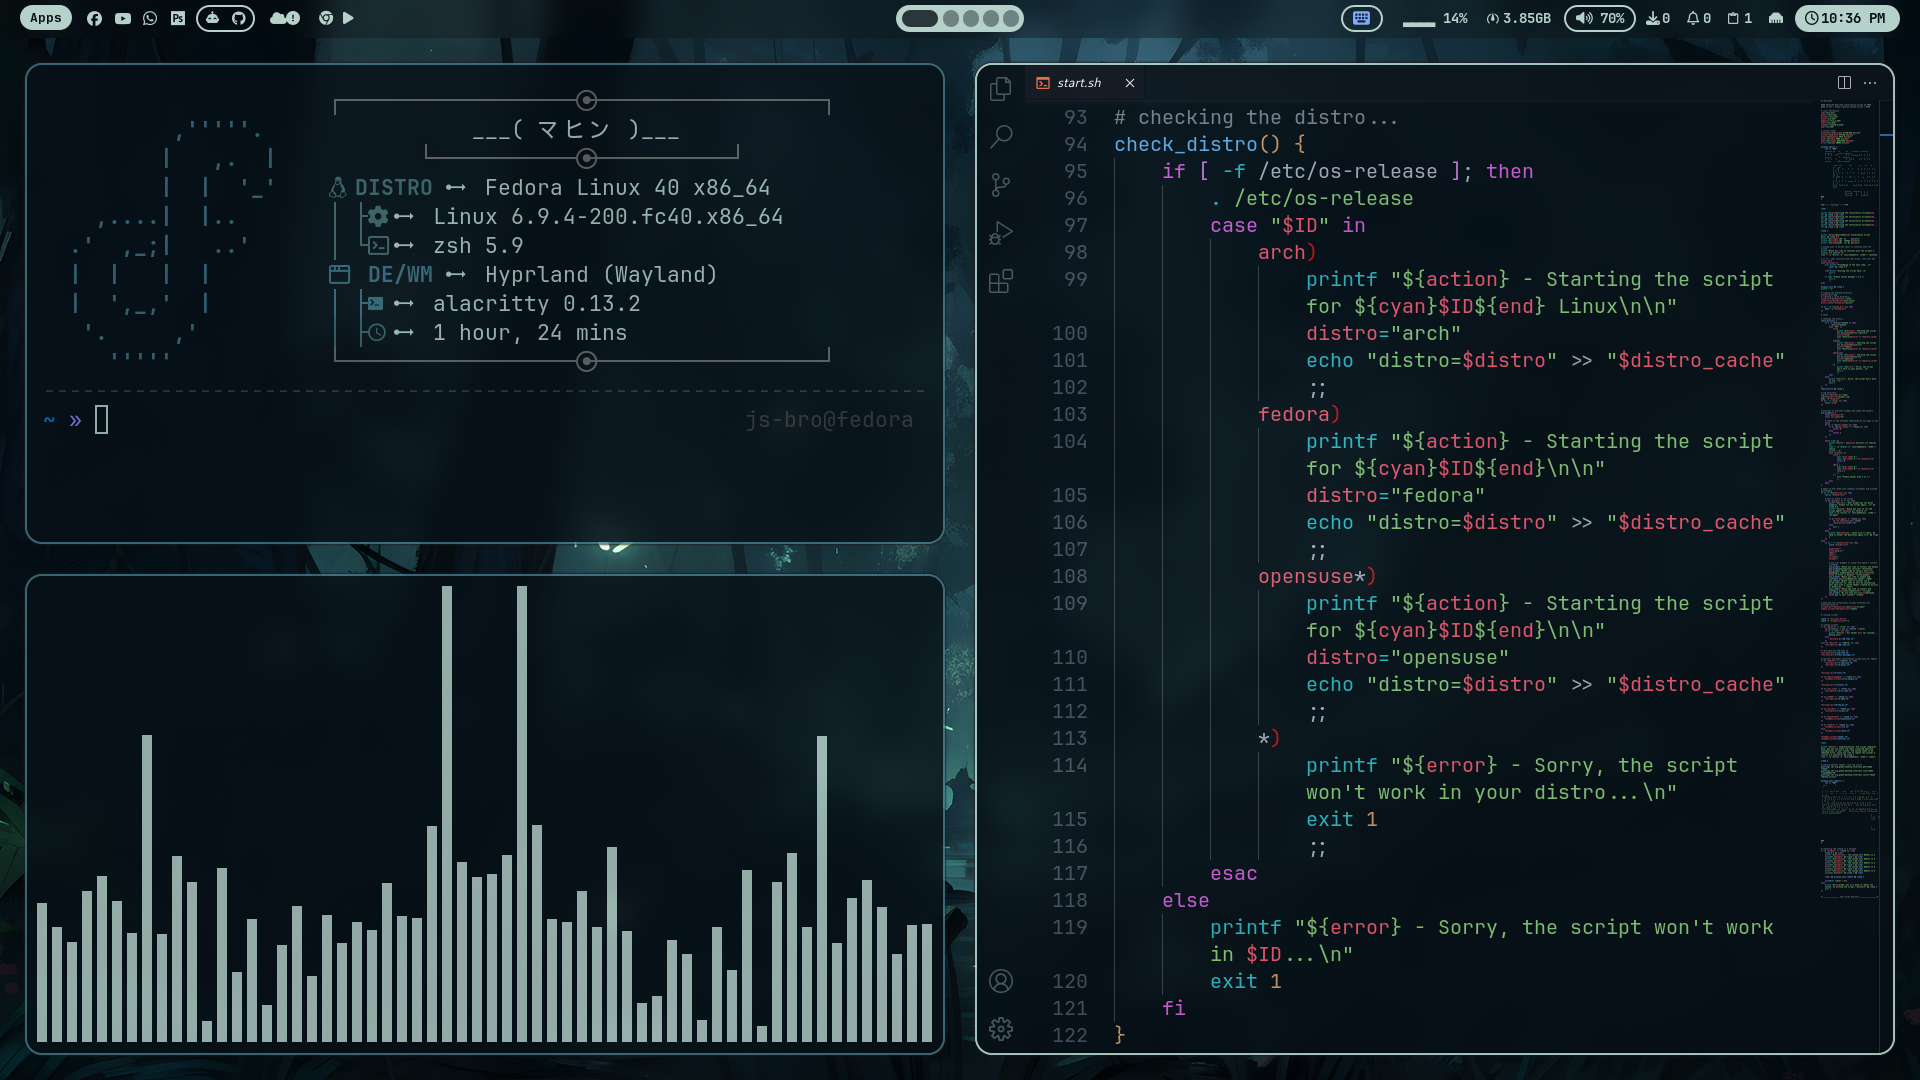 Apps
Ps
14%
3.85GB
70%
0
0
1
10:36 PM
___( マヒン )___
DISTRO Fedora Linux 40 x86_64
Linux 6.9.4-200.fc40.x86_64
zsh 5.9
DE/WM Hyprland (Wayland)
alacritty 0.13.2
1 hour, 24 mins
~ »
js-bro@fedora
start.sh
93 # checking the distro...
94 check_distro() {
95 if [ -f /etc/os-release ]; then
96 . /etc/os-release
97 case "$ID" in
98 arch)
99 printf "${action} - Starting the script
for ${cyan}$ID${end} Linux\n\n"
100 distro="arch"
101 echo "distro=$distro" >> "$distro_cache"
102 ;;
103 fedora)
104 printf "${action} - Starting the script
for ${cyan}$ID${end}\n\n"
105 distro="fedora"
106 echo "distro=$distro" >> "$distro_cache"
107 ;;
108 opensuse*)
109 printf "${action} - Starting the script
for ${cyan}$ID${end}\n\n"
110 distro="opensuse"
111 echo "distro=$distro" >> "$distro_cache"
112 ;;
113 *)
114 printf "${error} - Sorry, the script
won't work in your distro...\n"
115 exit 1
116 ;;
117 esac
118 else
119 printf "${error} - Sorry, the script won't work
in $ID...\n"
120 exit 1
121 fi
122 }